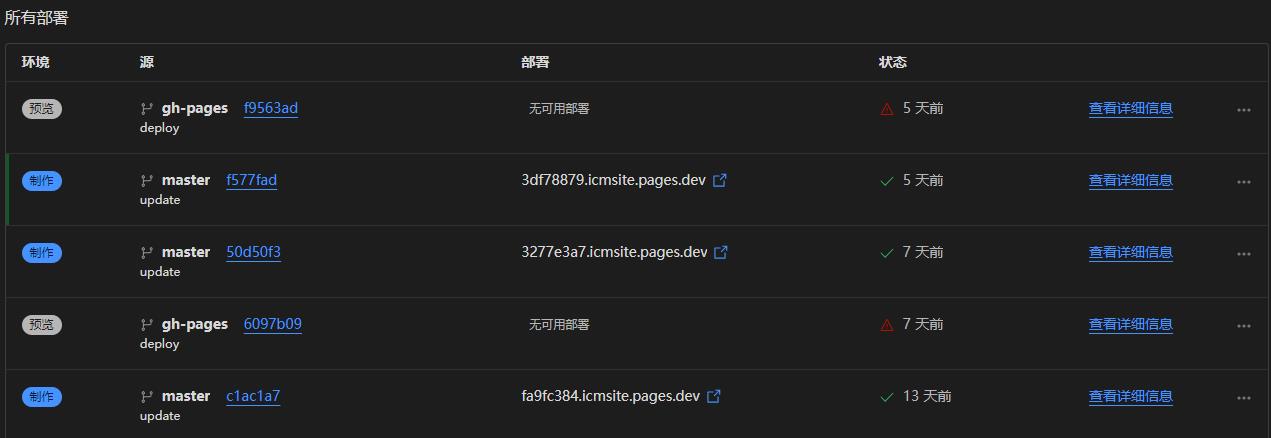 所有部署
环境 源 部署 状态
预览 gh-pages f9563ad 无可用部署 5 天前 查看详细信息 ...
deploy
制作 master f577fad 3df78879.icmsite.pages.dev 5 天前 查看详细信息 ...
update
制作 master 50d50f3 3277e3a7.icmsite.pages.dev 7 天前 查看详细信息 ...
update
预览 gh-pages 6097b09 无可用部署 7 天前 查看详细信息 ...
deploy
制作 master c1ac1a7 fa9fc384.icmsite.pages.dev 13 天前 查看详细信息 ...
update